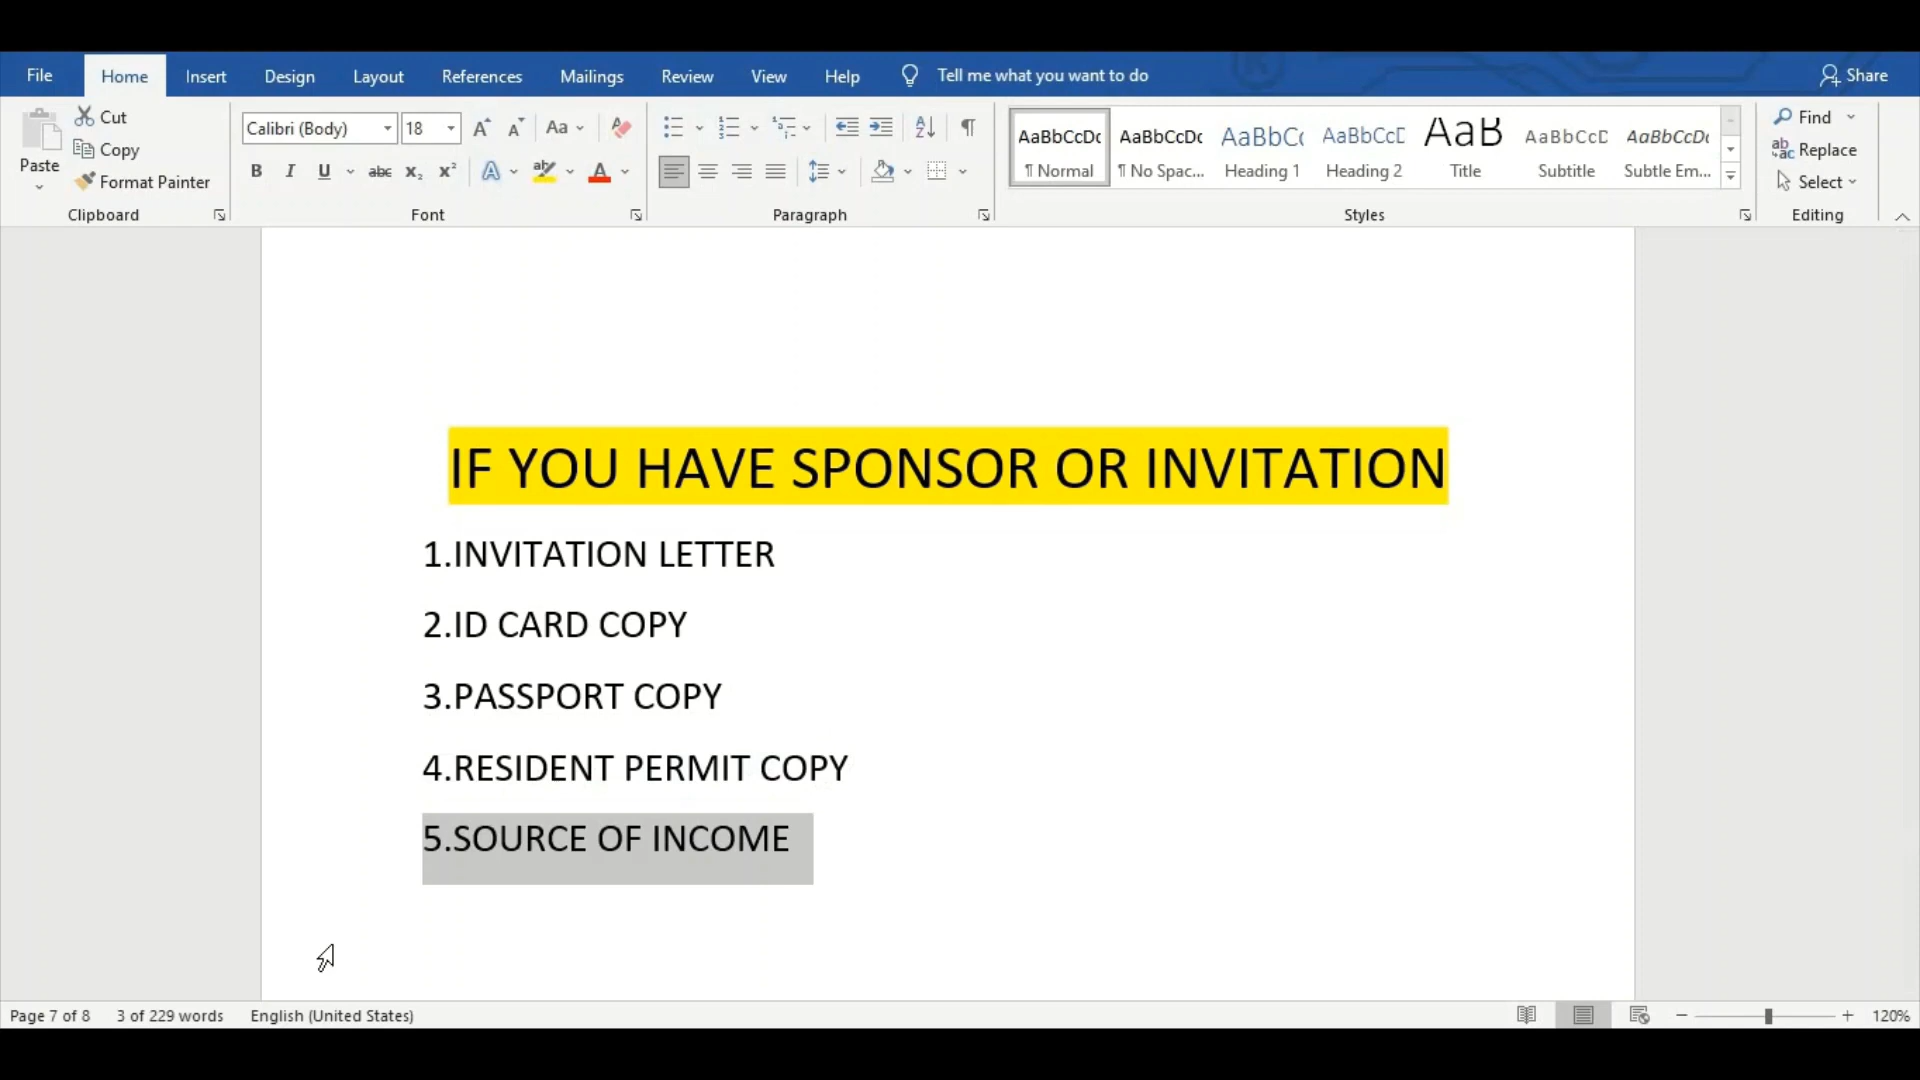 File Home Insert Design Layout References Mailings Review View Help Tell me what you want to do Share
Cut
Copy
Format Painter
Paste
Clipboard
Calibri (Body) 18
Font
Paragraph
AaBbCcDc AaBbCcDc AaBbC( AaBbCcD AaB AaBbCcD AaBbCcDc
¶ Normal ¶ No Spac... Heading 1 Heading 2 Title Subtitle Subtle Em...
Styles
Find
Replace
Select
Editing
IF YOU HAVE SPONSOR OR INVITATION
1.INVITATION LETTER
2.ID CARD COPY
3.PASSPORT COPY
4.RESIDENT PERMIT COPY
5.SOURCE OF INCOME
Page 7 of 8 3 of 229 words English (United States) 120%